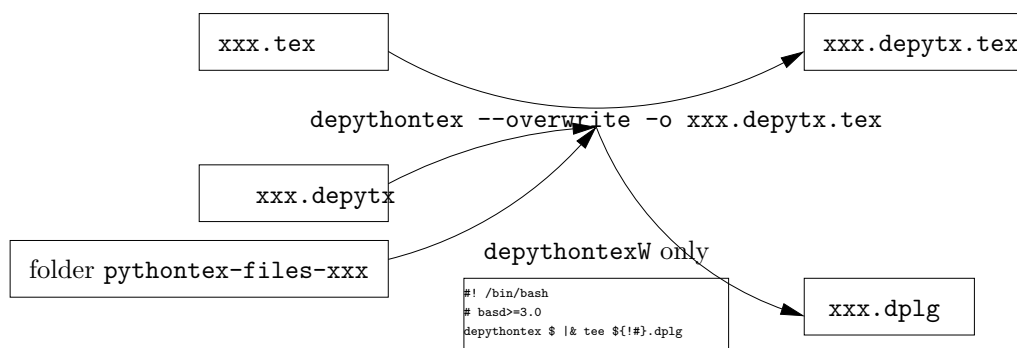 xxx.tex
xxx.depytx.tex
depythontex --overwrite -o xxx.depytx.tex
xxx.depytx
folder pythontex-files-xxx
depythontexW only
#! /bin/bash
# basd>=3.0
depythontex $ |& tee ${!#}.dplg
xxx.dplg